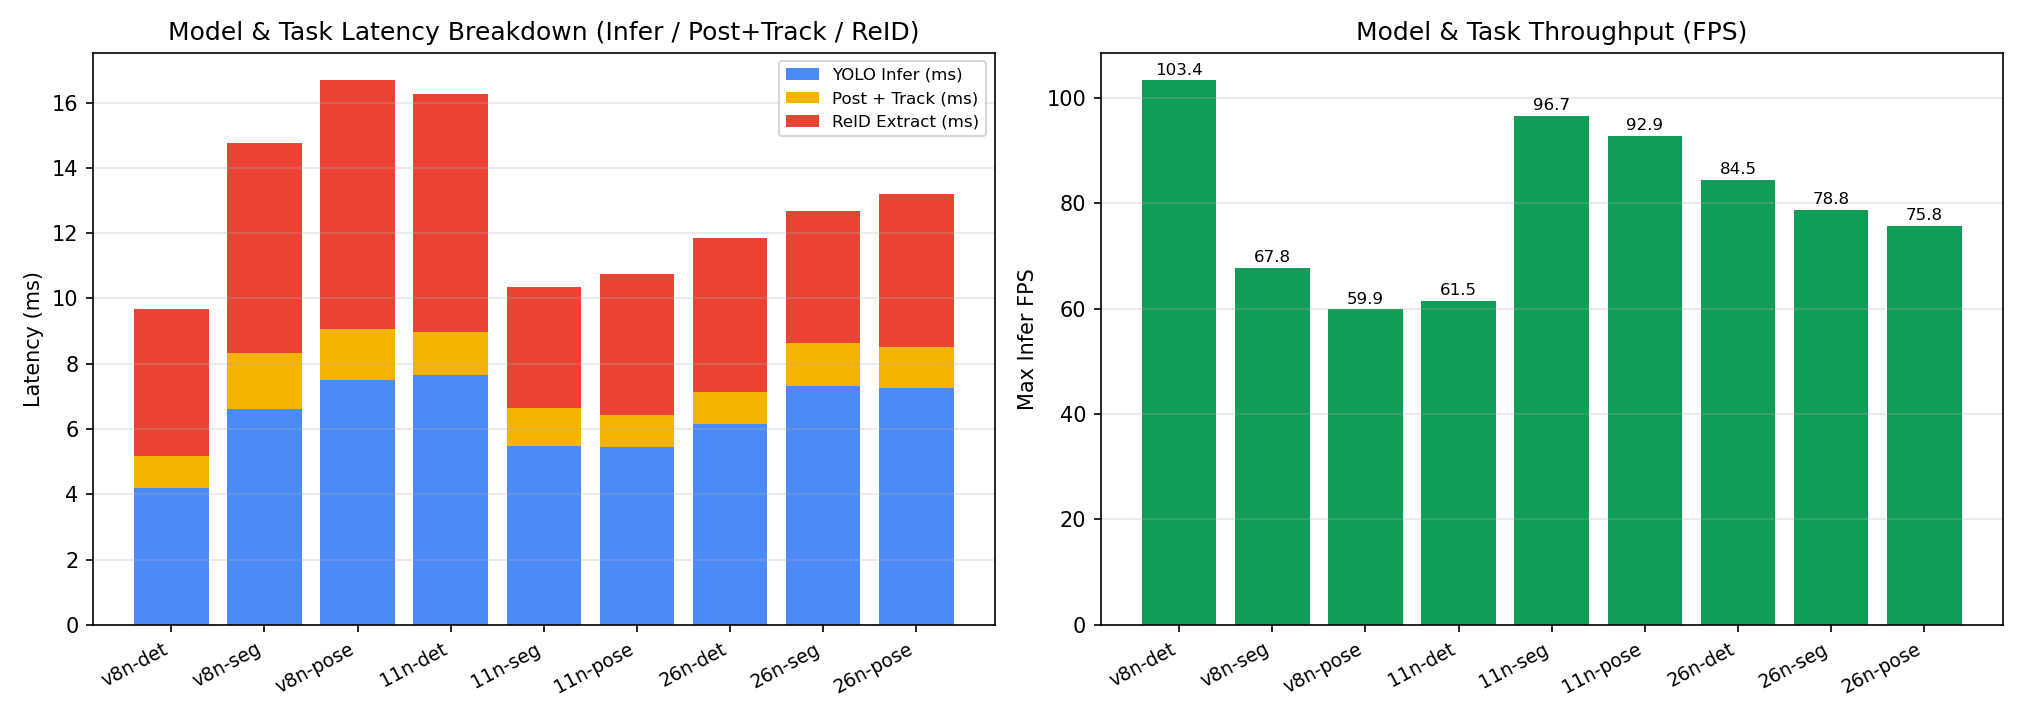 Model & Task Latency Breakdown (Infer / Post+Track / ReID)
YOLO Infer (ms)
Post + Track (ms)
ReID Extract (ms)
Latency (ms)
16
14
12
10
8
6
4
2
0
v8n-det
v8n-seg
v8n-pose
11n-det
11n-seg
11n-pose
26n-det
26n-seg
26n-pose
Model & Task Throughput (FPS)
Max Infer FPS
100
80
60
40
20
0
103.4
67.8
59.9
61.5
96.7
92.9
84.5
78.8
75.8
v8n-det
v8n-seg
v8n-pose
11n-det
11n-seg
11n-pose
26n-det
26n-seg
26n-pose